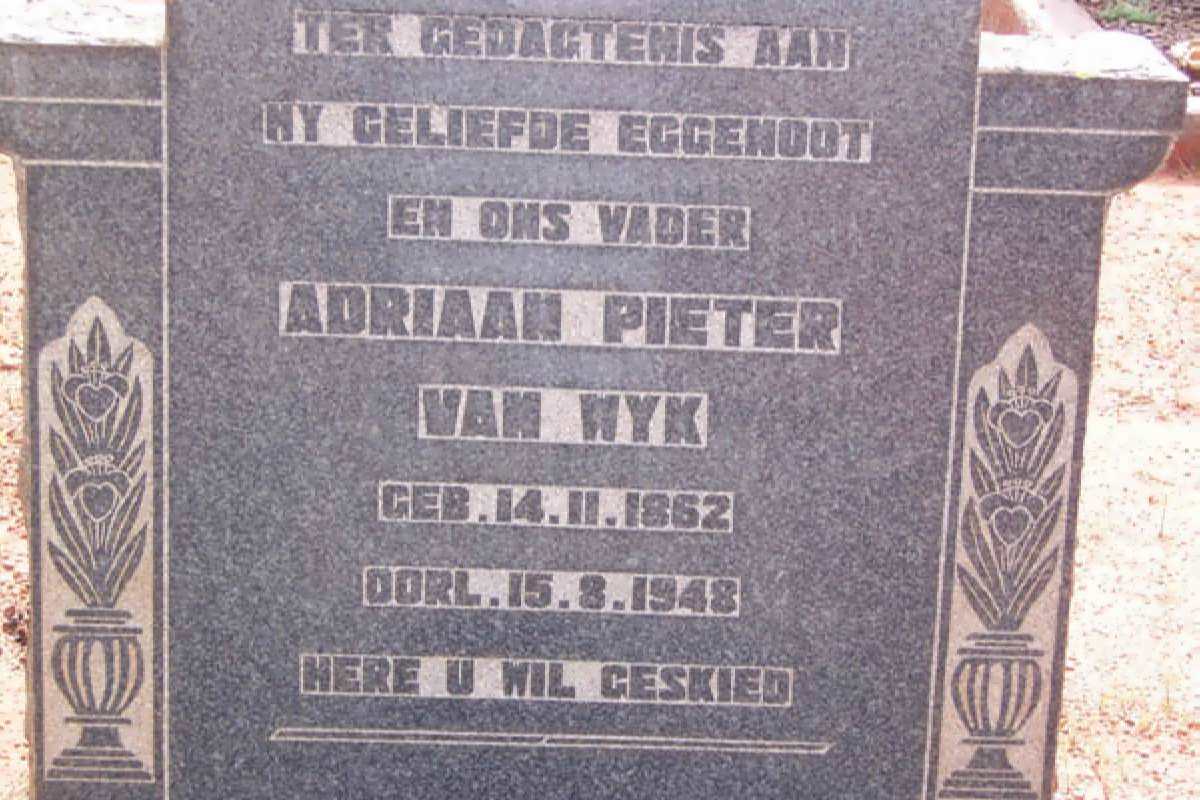 TER GEDAGTENIS AAN
MY GELIEFDE EGGENOOT
EN ONS VADER
ADRIAAN PIETER
VAN WYK
GEB. 14. 11. 1862
OORL. 15. 8. 1948
HERE U WIL GESKIED